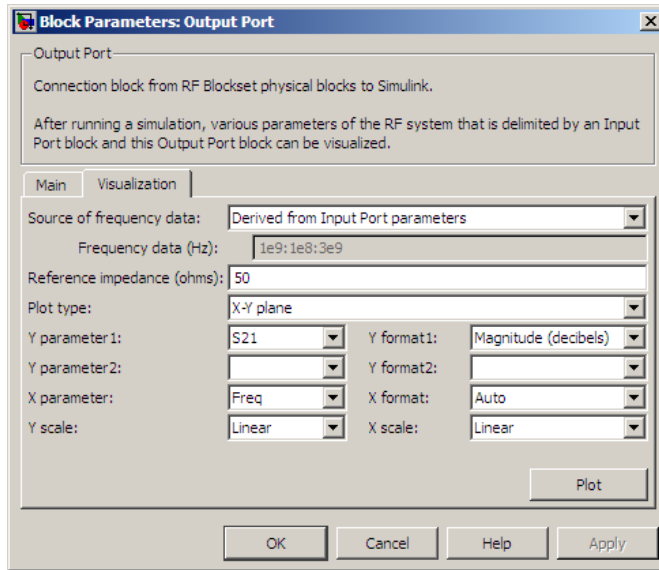 Block Parameters: Output Port
Output Port
Connection block from RF Blockset physical blocks to Simulink.
After running a simulation, various parameters of the RF system that is delimited by an Input
Port block and this Output Port block can be visualized.
Main Visualization
Source of frequency data: Derived from Input Port parameters
Frequency data (Hz): 1e9:1e8:3e9
Reference impedance (ohms): 50
Plot type: X-Y plane
Y parameter1: S21 Y format1: Magnitude (decibels)
Y parameter2: Y format2:
X parameter: Freq X format: Auto
Y scale: Linear X scale: Linear
Plot
OK Cancel Help Apply